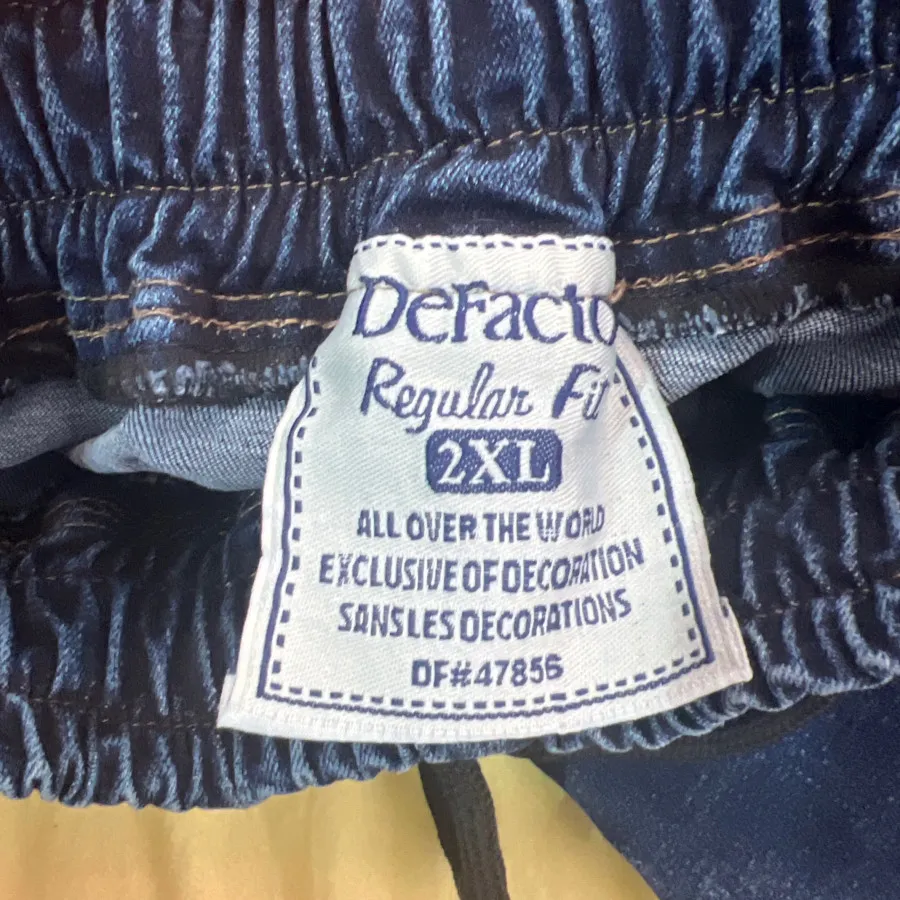 DeFacto
Regular Fit
2XL
ALL OVER THE WORLD
EXCLUSIVE OF DECORATION
SANS LES DECORATIONS
DF#47856